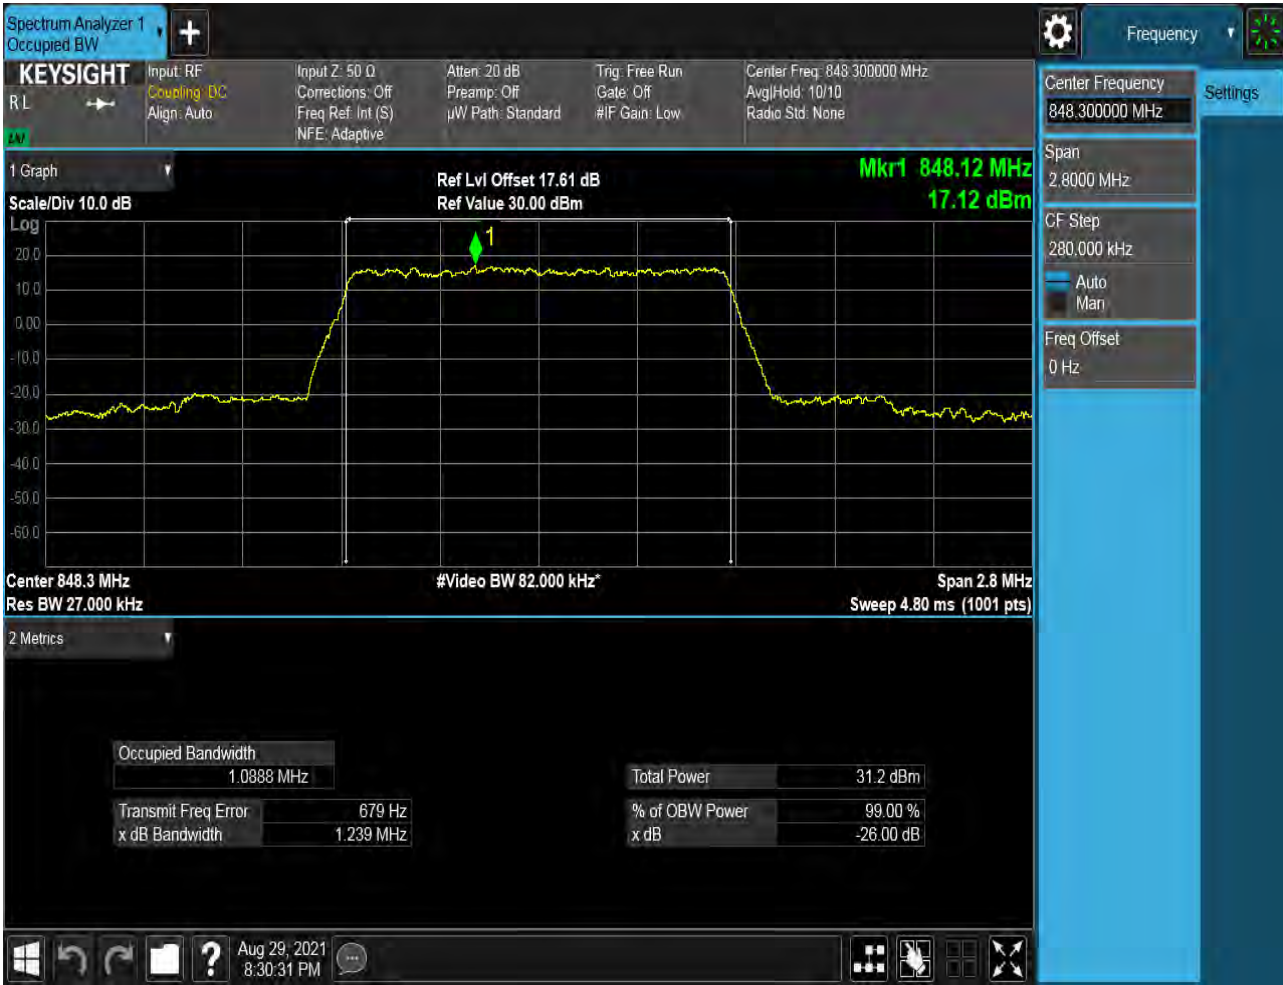 Spectrum Analyzer 1
Occupied BW
+
Frequency
KEYSIGHT
R L
LXI
Input: RF
Coupling: DC
Align: Auto
Input Z: 50 Ω
Corrections: Off
Freq Ref: Int (S)
NFE: Adaptive
Atten: 20 dB
Preamp: Off
µW Path: Standard
Trig: Free Run
Gate: Off
#IF Gain: Low
Center Freq: 848.300000 MHz
Avg|Hold: 10/10
Radio Std: None
Center Frequency
848.300000 MHz
Settings
Span
2.8000 MHz
CF Step
280.000 kHz
Auto
Man
Freq Offset
0 Hz
1 Graph
Scale/Div 10.0 dB
Log
Ref Lvl Offset 17.61 dB
Ref Value 30.00 dBm
Mkr1 848.12 MHz
17.12 dBm
1
20.0
10.0
0.00
-10.0
-20.0
-30.0
-40.0
-50.0
-60.0
Center 848.3 MHz
Res BW 27.000 kHz
#Video BW 82.000 kHz*
Span 2.8 MHz
Sweep 4.80 ms (1001 pts)
2 Metrics
Occupied Bandwidth
1.0888 MHz
Transmit Freq Error 679 Hz
x dB Bandwidth 1.239 MHz
Total Power 31.2 dBm
% of OBW Power 99.00 %
x dB -26.00 dB
?
Aug 29, 2021
8:30:31 PM